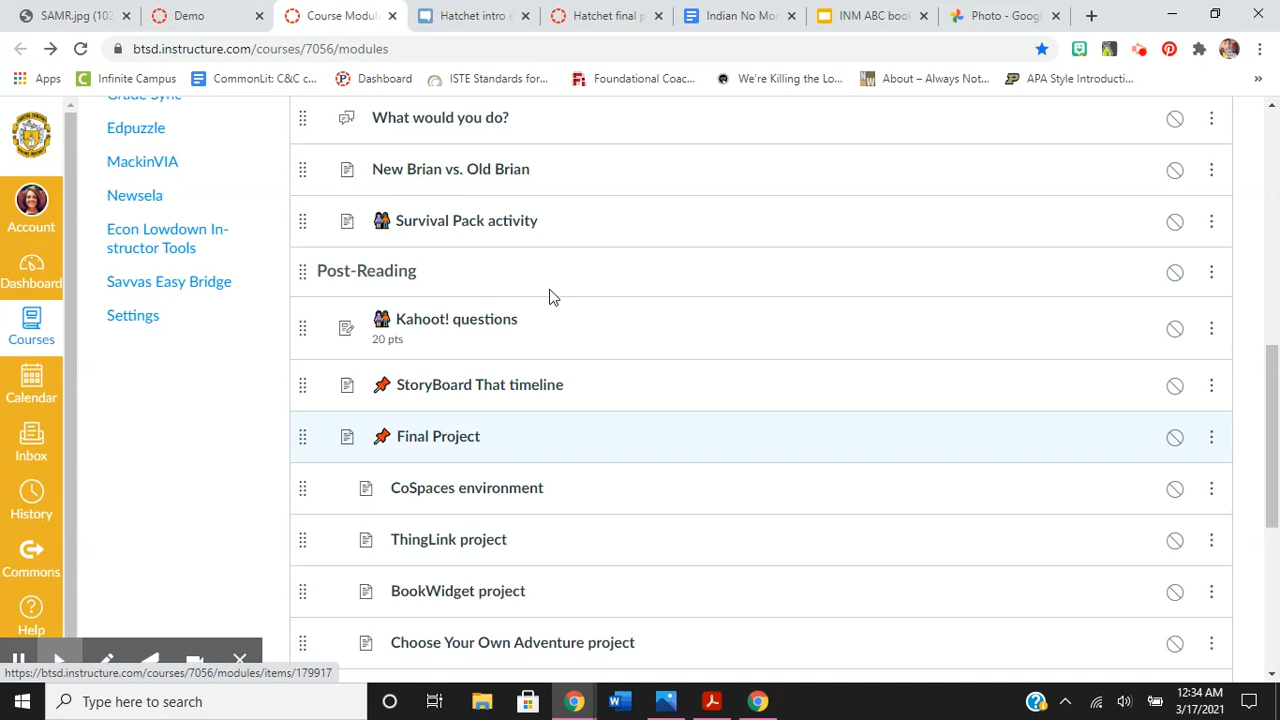 SAMR.jpg (102
Demo
Course Modul
Hatchet intro e
Hatchet final p
Indian No Mo
INM ABC boo
Photo - Googl
btsd.instructure.com/courses/7056/modules
Apps
Infinite Campus
CommonLit: C&C c...
Dashboard
ISTE Standards for...
Foundational Coac...
We're Killing the Lo...
About – Always Not...
APA Style Introducti...
»
Grade Sync
Edpuzzle
MackinVIA
Newsela
Econ Lowdown In-
structor Tools
Savvas Easy Bridge
Settings
Account
Dashboard
Courses
Calendar
Inbox
History
Commons
Help
What would you do?
New Brian vs. Old Brian
Survival Pack activity
Post-Reading
Kahoot! questions
20 pts
StoryBoard That timeline
Final Project
CoSpaces environment
ThingLink project
BookWidget project
Choose Your Own Adventure project
https://btsd.instructure.com/courses/7056/modules/items/179917
Type here to search
12:34 AM
3/17/2021